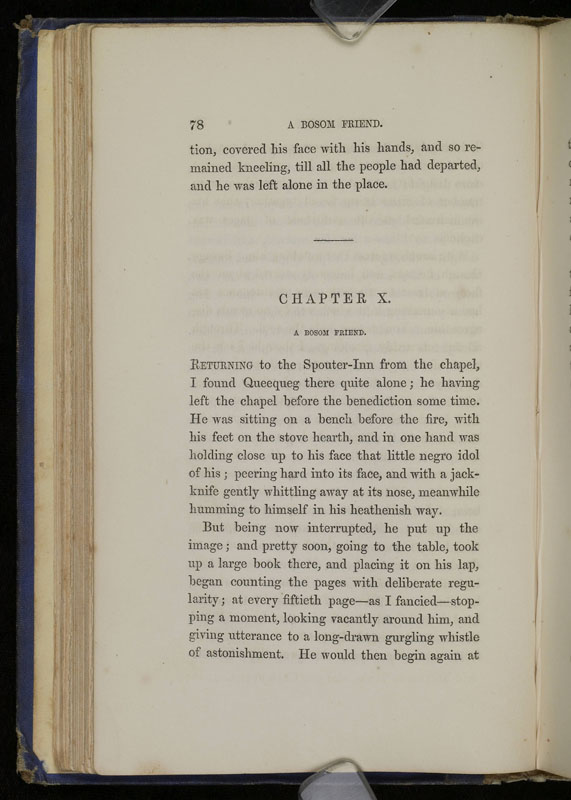 78 A BOSOM FRIEND.
tion, covered his face with his hands, and so re-
mained kneeling, till all the people had departed,
and he was left alone in the place.
CHAPTER X.
A BOSOM FRIEND.
RETURNING to the Spouter-Inn from the chapel,
I found Queequeg there quite alone; he having
left the chapel before the benediction some time.
He was sitting on a bench before the fire, with
his feet on the stove hearth, and in one hand was
holding close up to his face that little negro idol
of his; peering hard into its face, and with a jack-
knife gently whittling away at its nose, meanwhile
humming to himself in his heathenish way.
But being now interrupted, he put up the
image; and pretty soon, going to the table, took
up a large book there, and placing it on his lap,
began counting the pages with deliberate regu-
larity; at every fiftieth page—as I fancied—stop-
ping a moment, looking vacantly around him, and
giving utterance to a long-drawn gurgling whistle
of astonishment. He would then begin again at